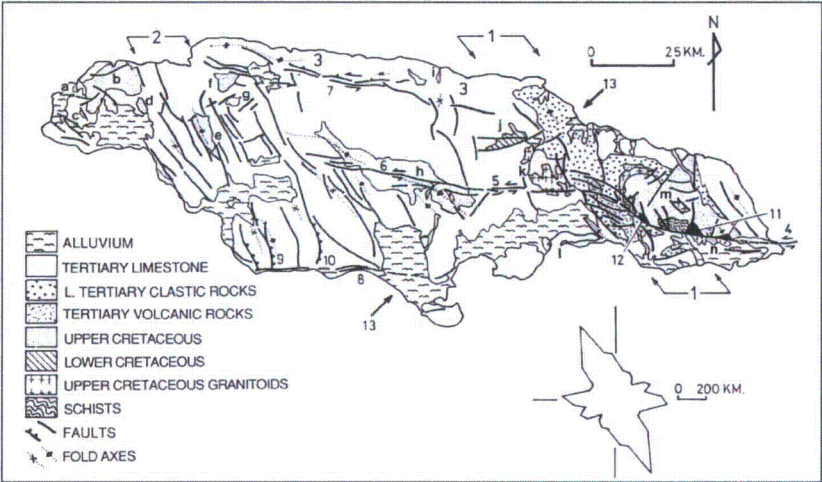 2
1
N
0 25 KM.
13
3
3
7
i
a
b
f
g
d
c
e
j
6
h
5
k
m
11
4
12
n
l
9
10
8
13
1
ALLUVIUM
TERTIARY LIMESTONE
L. TERTIARY CLASTIC ROCKS
TERTIARY VOLCANIC ROCKS
UPPER CRETACEOUS
LOWER CRETACEOUS
UPPER CRETACEOUS GRANITOIDS
SCHISTS
FAULTS
FOLD AXES
0 200 KM.